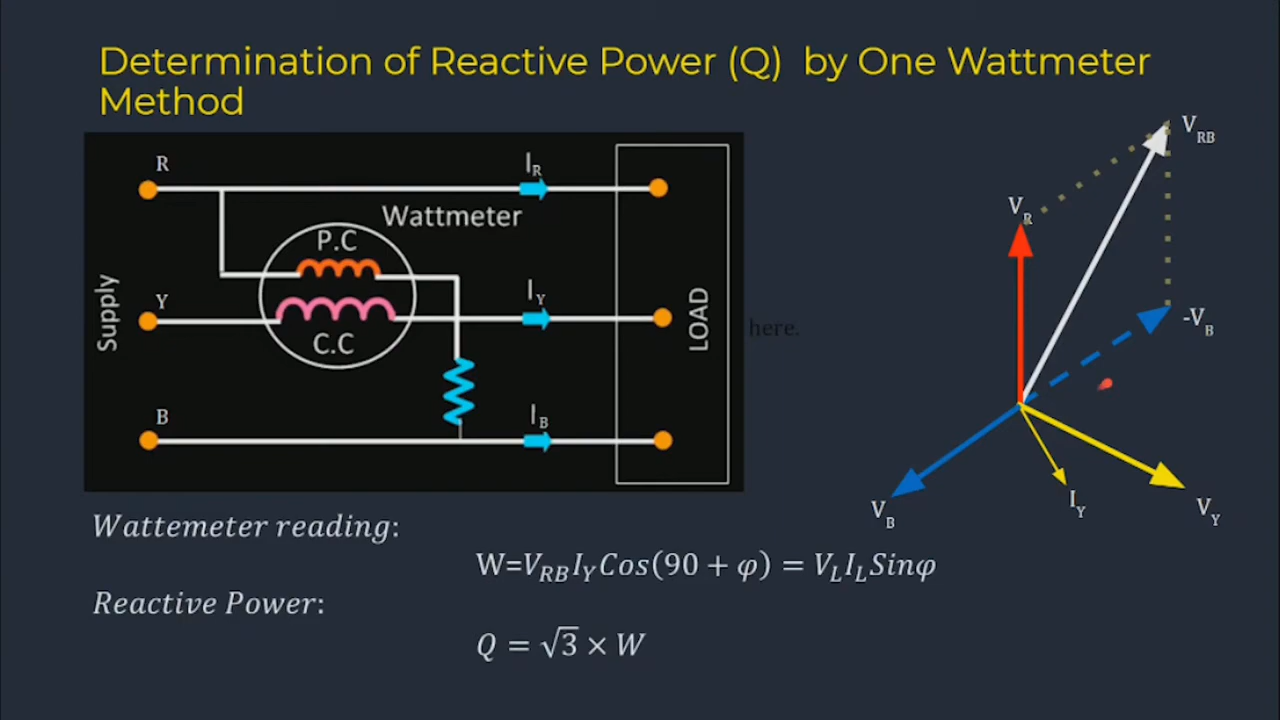 Determination of Reactive Power (Q) by One Wattmeter
Method
R
I_R
Wattmeter
P.C
Supply
Y
I_Y
C.C
LOAD
here.
B
I_B
V_RB
V_R
-V_B
V_B
I_Y
V_Y
Wattemeter reading:
W=V_RB I_Y Cos(90 + φ) = V_L I_L Sinφ
Reactive Power:
Q = √3 × W